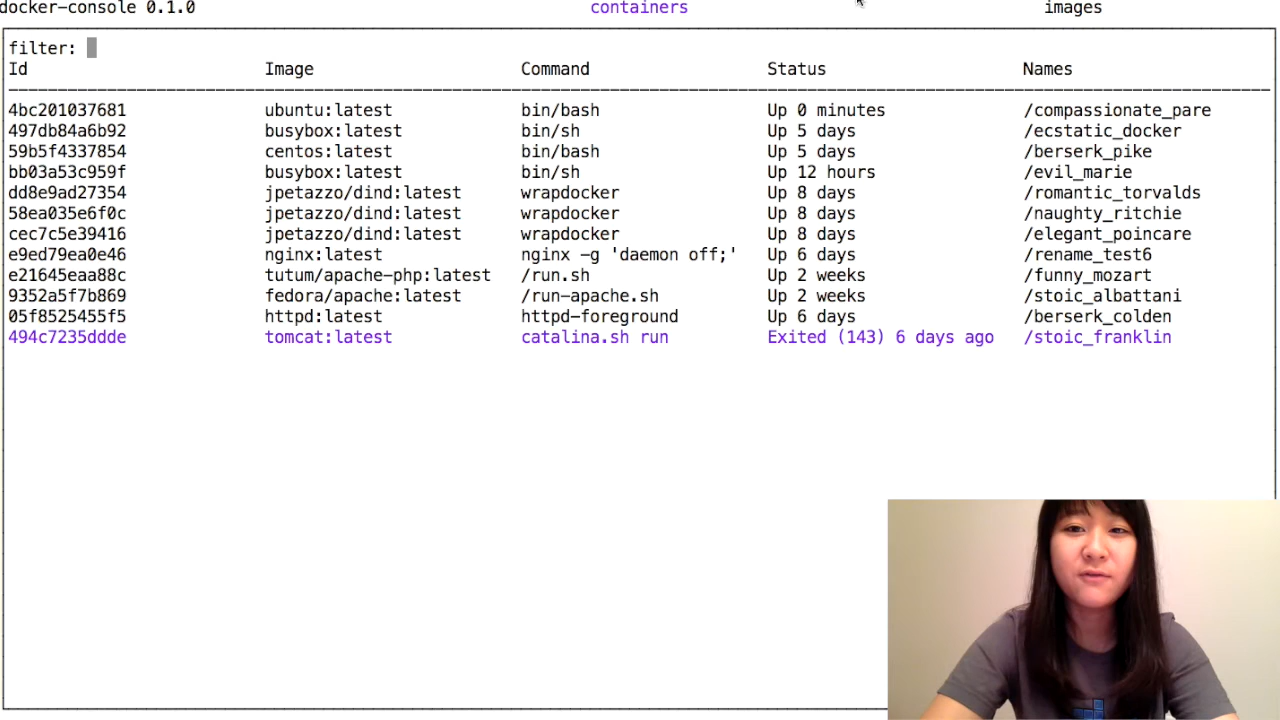 docker-console 0.1.0 containers images
filter:
Id Image Command Status Names
4bc201037681 ubuntu:latest bin/bash Up 0 minutes /compassionate_pare
497db84a6b92 busybox:latest bin/sh Up 5 days /ecstatic_docker
59b5f4337854 centos:latest bin/bash Up 5 days /berserk_pike
bb03a53c959f busybox:latest bin/sh Up 12 hours /evil_marie
dd8e9ad27354 jpetazzo/dind:latest wrapdocker Up 8 days /romantic_torvalds
58ea035e6f0c jpetazzo/dind:latest wrapdocker Up 8 days /naughty_ritchie
cec7c5e39416 jpetazzo/dind:latest wrapdocker Up 8 days /elegant_poincare
e9ed79ea0e46 nginx:latest nginx -g 'daemon off;' Up 6 days /rename_test6
e21645eaa88c tutum/apache-php:latest /run.sh Up 2 weeks /funny_mozart
9352a5f7b869 fedora/apache:latest /run-apache.sh Up 2 weeks /stoic_albattani
05f8525455f5 httpd:latest httpd-foreground Up 6 days /berserk_colden
494c7235ddde tomcat:latest catalina.sh run Exited (143) 6 days ago /stoic_franklin